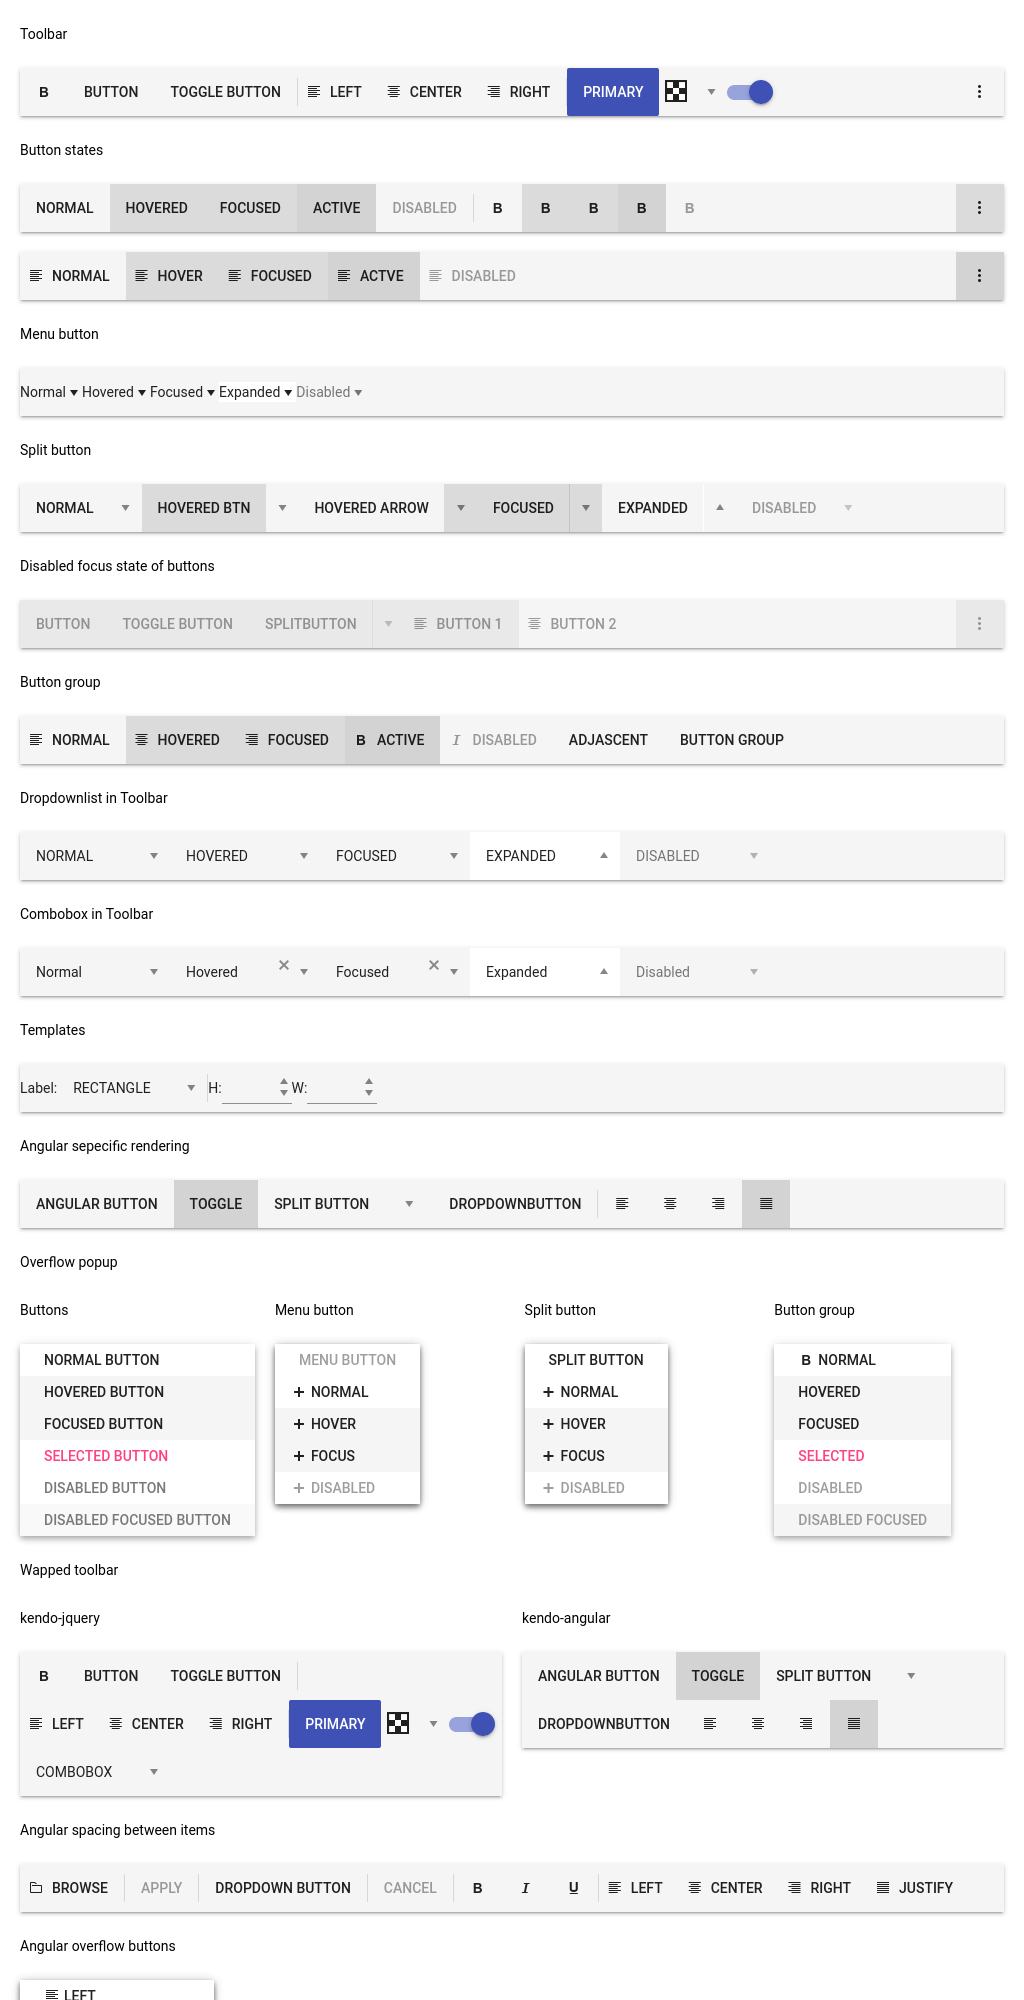 Toolbar
B BUTTON TOGGLE BUTTON LEFT CENTER RIGHT PRIMARY
Button states
NORMAL HOVERED FOCUSED ACTIVE DISABLED B B B B B
NORMAL HOVER FOCUSED ACTVE DISABLED
Menu button
Normal Hovered Focused Expanded Disabled
Split button
NORMAL HOVERED BTN HOVERED ARROW FOCUSED EXPANDED DISABLED
Disabled focus state of buttons
BUTTON TOGGLE BUTTON SPLITBUTTON BUTTON 1 BUTTON 2
Button group
NORMAL HOVERED FOCUSED B ACTIVE I DISABLED ADJASCENT BUTTON GROUP
Dropdownlist in Toolbar
NORMAL HOVERED FOCUSED EXPANDED DISABLED
Combobox in Toolbar
Normal Hovered Focused Expanded Disabled
Templates
Label: RECTANGLE H: W:
Angular sepecific rendering
ANGULAR BUTTON TOGGLE SPLIT BUTTON DROPDOWNBUTTON
Overflow popup
Buttons
NORMAL BUTTON
HOVERED BUTTON
FOCUSED BUTTON
SELECTED BUTTON
DISABLED BUTTON
DISABLED FOCUSED BUTTON
Menu button
MENU BUTTON
NORMAL
HOVER
FOCUS
DISABLED
Split button
SPLIT BUTTON
NORMAL
HOVER
FOCUS
DISABLED
Button group
B NORMAL
HOVERED
FOCUSED
SELECTED
DISABLED
DISABLED FOCUSED
Wapped toolbar
kendo-jquery
B BUTTON TOGGLE BUTTON
LEFT CENTER RIGHT PRIMARY
COMBOBOX
kendo-angular
ANGULAR BUTTON TOGGLE SPLIT BUTTON
DROPDOWNBUTTON
Angular spacing between items
BROWSE APPLY DROPDOWN BUTTON CANCEL B I U LEFT CENTER RIGHT JUSTIFY
Angular overflow buttons
LEFT